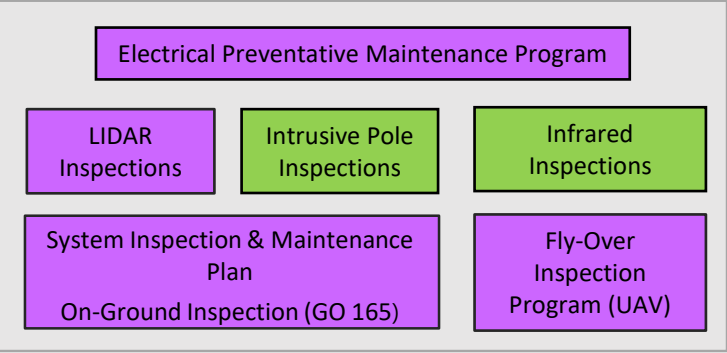 Electrical Preventative Maintenance Program
LIDAR
Inspections
Intrusive Pole
Inspections
Infrared
Inspections
System Inspection & Maintenance
Plan
On-Ground Inspection (GO 165)
Fly-Over
Inspection
Program (UAV)